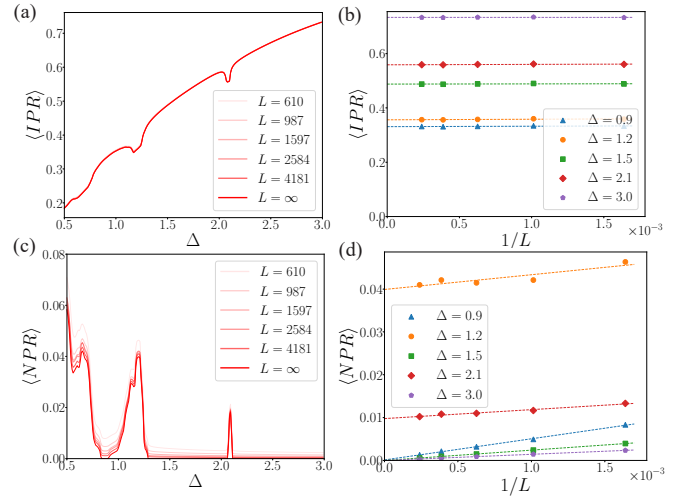 (a)
⟨IPR⟩
0.7
0.6
0.5
0.4
0.3
0.2
L = 610
L = 987
L = 1597
L = 2584
L = 4181
L = ∞
0.5 1.0 1.5 2.0 2.5 3.0
Δ
(b)
⟨IPR⟩
0.6
0.4
0.2
0.0
Δ = 0.9
Δ = 1.2
Δ = 1.5
Δ = 2.1
Δ = 3.0
0.0 0.5 1.0 1.5
×10⁻³
1/L
(c)
⟨NPR⟩
0.08
0.06
0.04
0.02
0.00
L = 610
L = 987
L = 1597
L = 2584
L = 4181
L = ∞
0.5 1.0 1.5 2.0 2.5 3.0
Δ
(d)
⟨NPR⟩
0.04
0.03
0.02
0.01
0.00
Δ = 0.9
Δ = 1.2
Δ = 1.5
Δ = 2.1
Δ = 3.0
0.0 0.5 1.0 1.5
×10⁻³
1/L